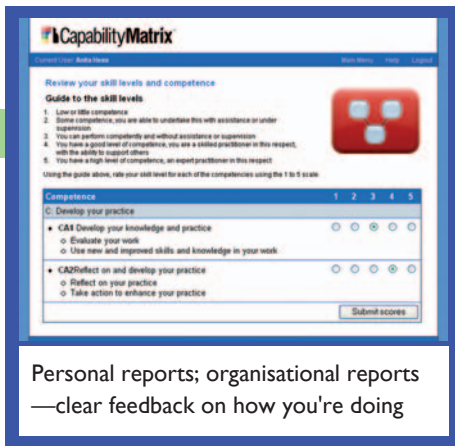 CapabilityMatrix
Current User: Anita Hees
Main Menu Help Logout
Review your skill levels and competence
Guide to the skill levels
1. Low or little competence
2. Some competence, you are able to undertake this with assistance or under
supervision
3. You can perform competently and without assistance or supervision
4. You have a good level of competence, you are a skilled practitioner in this respect,
with the ability to support others
5. You have a high level of competence, an expert practitioner in this respect
Using the guide above, rate your skill level for each of the competencies using the 1 to 5 scale
Competence 1 2 3 4 5
C: Develop your practice
• CA1 Develop your knowledge and practice
o Evaluate your work
o Use new and improved skills and knowledge in your work
• CA2Reflect on and develop your practice
o Reflect on your practice
o Take action to enhance your practice
Submit scores
Personal reports; organisational reports
—clear feedback on how you're doing